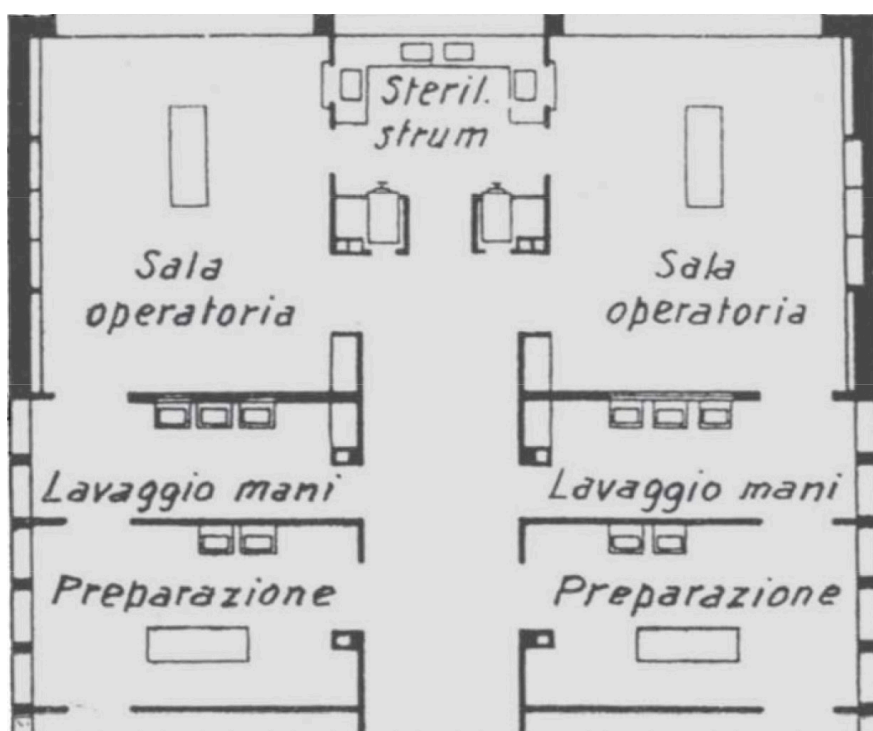 Steril.
strum
Sala
operatoria
Sala
operatoria
Lavaggio mani
Lavaggio mani
Preparazione
Preparazione